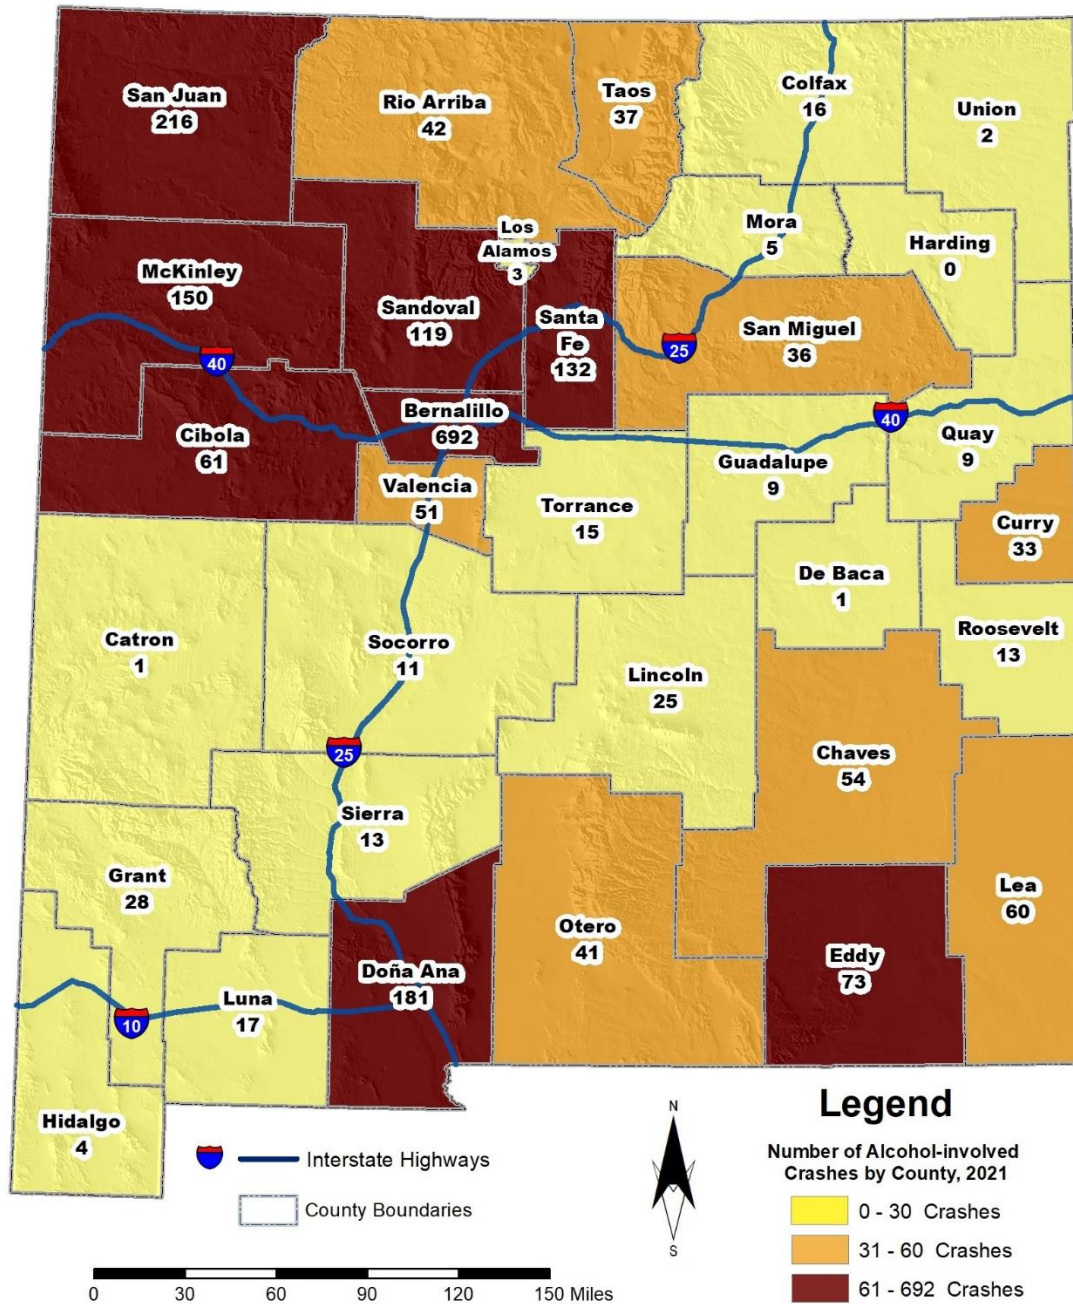 San Juan
216
Rio Arriba
42
Taos
37
Colfax
16
Union
2
Los
Alamos
3
Mora
5
Harding
0
McKinley
150
Sandoval
119
Santa
Fe
132
San Miguel
36
25
40
Bernalillo
692
Cibola
61
Valencia
51
Torrance
15
Guadalupe
9
40
Quay
9
Curry
33
De Baca
1
Roosevelt
13
Catron
1
Socorro
11
Lincoln
25
25
Chaves
54
Sierra
13
Grant
28
Otero
41
Lea
60
Eddy
73
Doña Ana
181
Luna
17
10
Hidalgo
4
Interstate Highways
County Boundaries
0 30 60 90 120 150 Miles
N
S
Legend
Number of Alcohol-involved
Crashes by County, 2021
0 - 30 Crashes
31 - 60 Crashes
61 - 692 Crashes